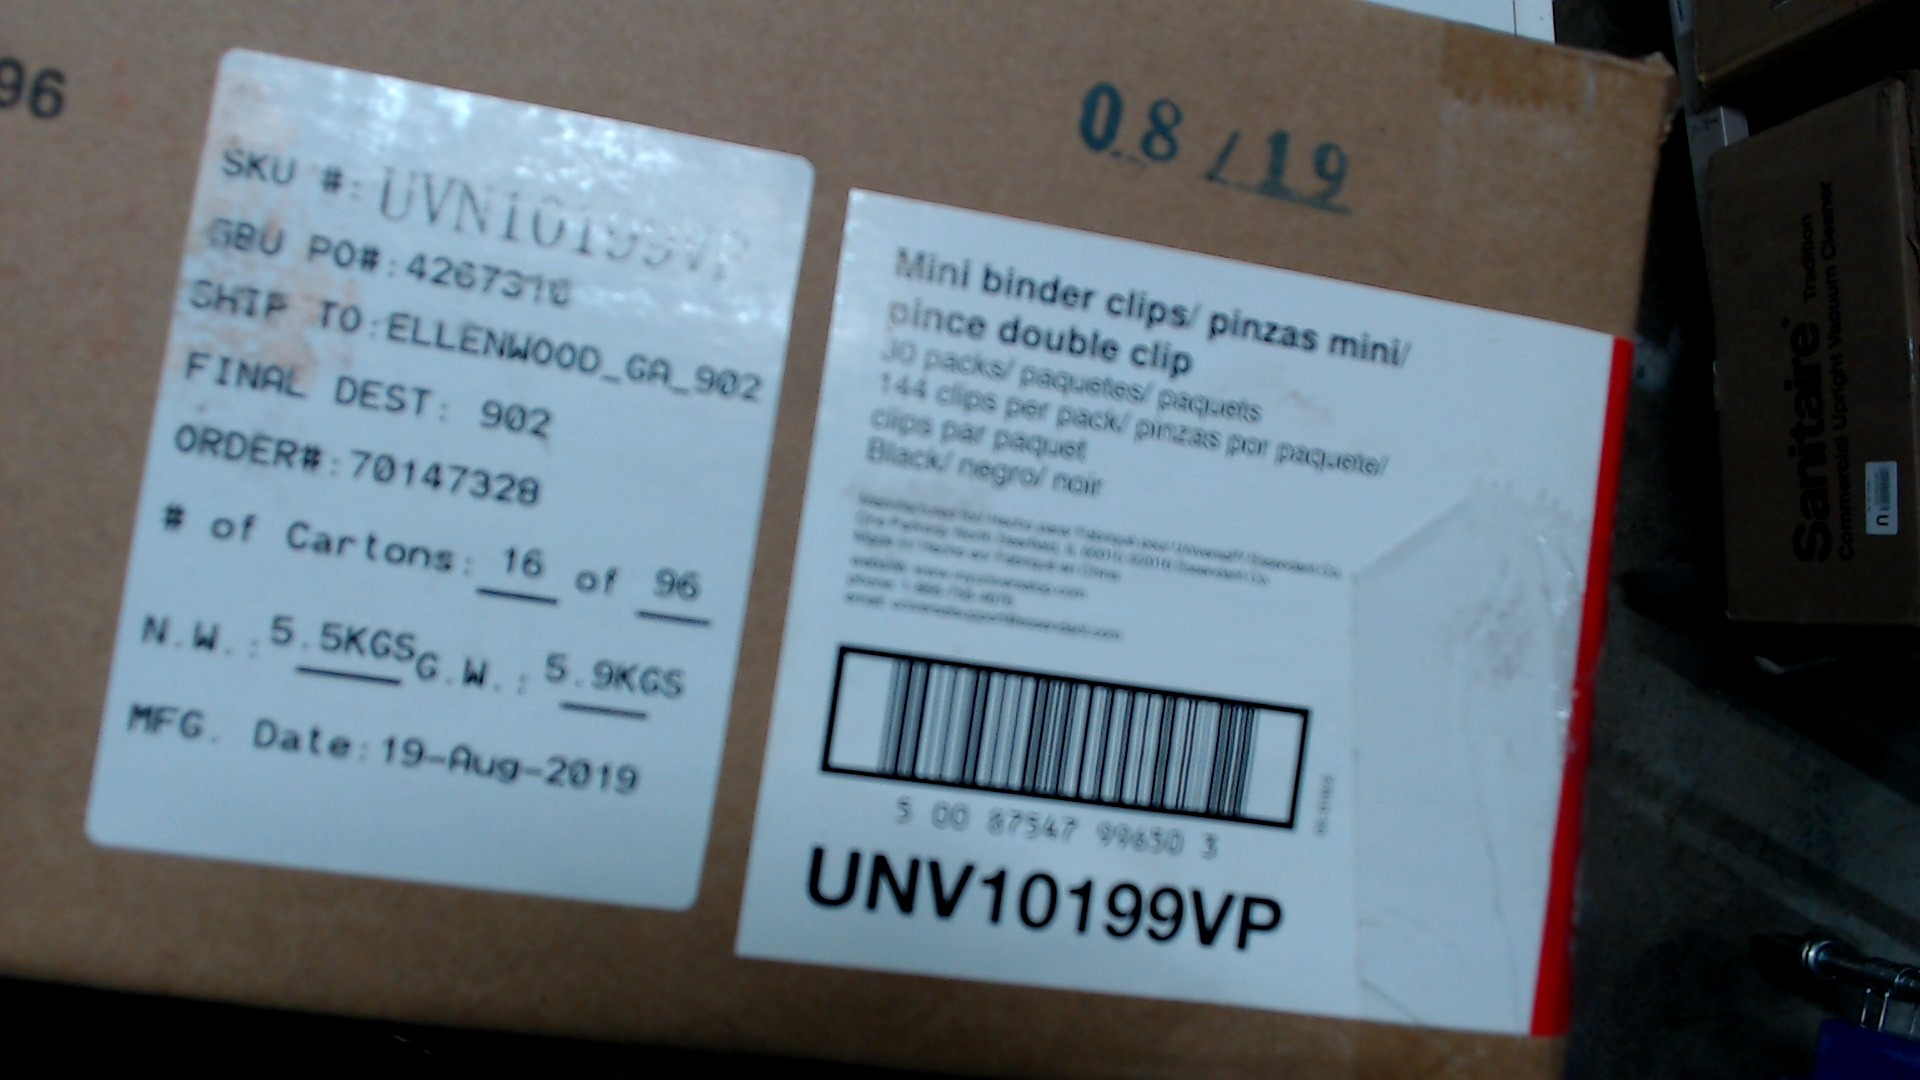 96
08/19
SKU #: UVN10199VP
GBU PO#:4267316
SHIP TO:ELLENWOOD_GA_902
FINAL DEST: 902
ORDER#:70147328
# of Cartons: 16 of 96
N.W.:5.5KGS G.W.: 5.9KGS
MFG. Date:19-Aug-2019
Mini binder clips/ pinzas mini/
pince double clip
30 packs/ paquetes/ paquets
144 clips per pack/ pinzas por paquete/
clips par paquet
Black/ negro/ noir
5 00 87547 99650 3
UNV10199VP
Sanitaire® Tradition
Commercial Upright Vacuum Cleaner